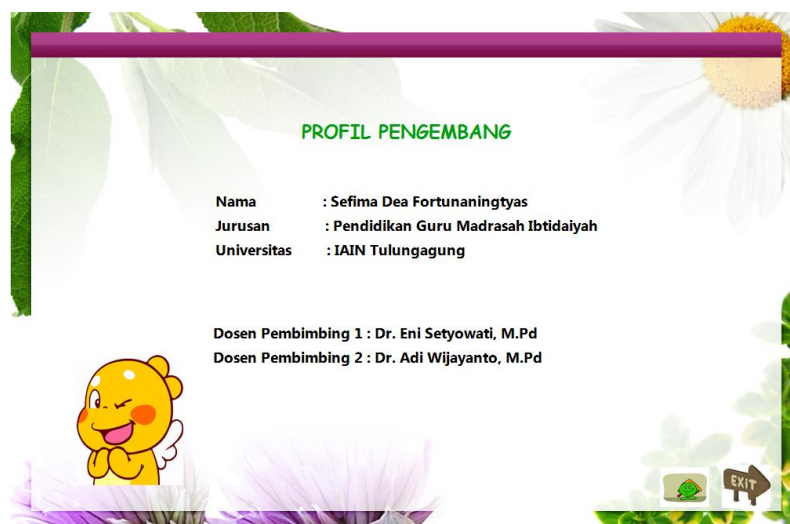 PROFIL PENGEMBANG
Nama : Sefima Dea Fortunaningtyas
Jurusan : Pendidikan Guru Madrasah Ibtidaiyah
Universitas : IAIN Tulungagung
Dosen Pembimbing 1 : Dr. Eni Setyowati, M.Pd
Dosen Pembimbing 2 : Dr. Adi Wijayanto, M.Pd
EXIT